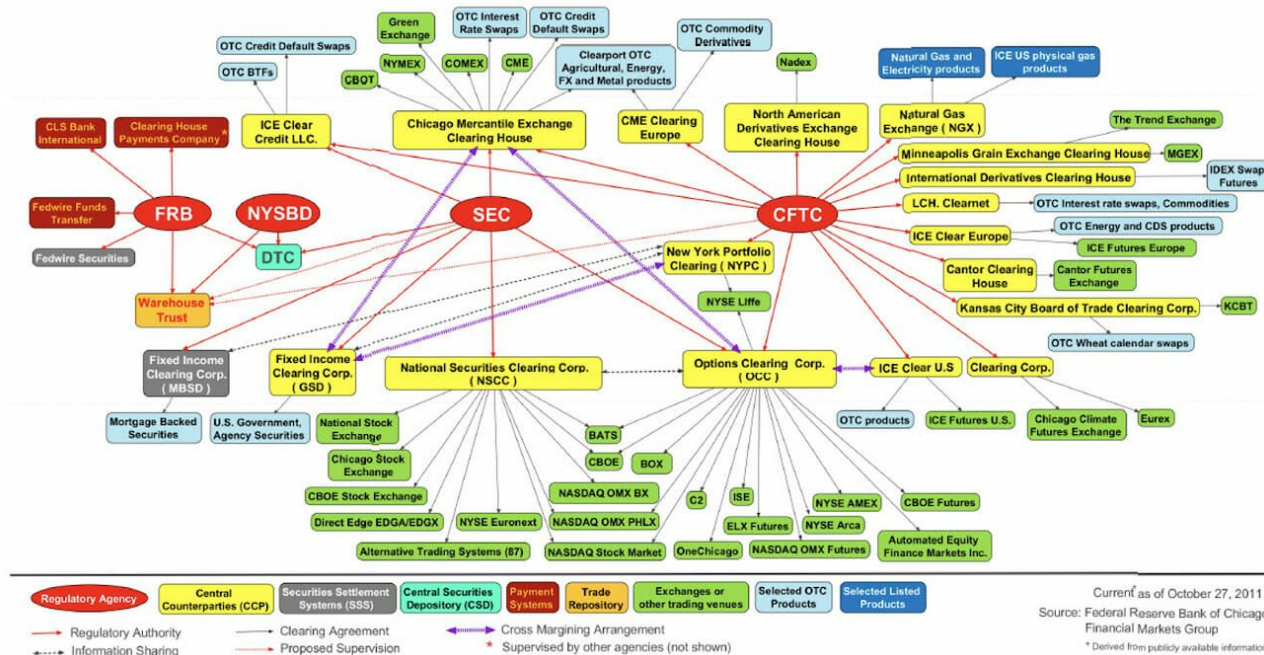 Green
Exchange
OTC Interest
Rate Swaps
OTC Credit
Default Swaps
OTC Commodity
Derivatives
OTC Credit Default Swaps
OTC BTFs
NYMEX
COMEX
CME
CBOT
Clearport OTC
Agricultural, Energy,
FX and Metal products
Nadex
Natural Gas and
Electricity products
ICE US physical gas
products
CLS Bank
International
Clearing House
Payments Company *
ICE Clear
Credit LLC.
Chicago Mercantile Exchange
Clearing House
CME Clearing
Europe
North American
Derivatives Exchange
Clearing House
Natural Gas
Exchange ( NGX )
The Trend Exchange
Minneapolis Grain Exchange Clearing House
MGEX
International Derivatives Clearing House
IDEX Swap
Futures
Fedwire Funds
Transfer
FRB
NYSBD
SEC
CFTC
LCH. Clearnet
OTC Interest rate swaps, Commodities
Fedwire Securities
DTC
New York Portfolio
Clearing ( NYPC )
ICE Clear Europe
OTC Energy and CDS products
ICE Futures Europe
Cantor Clearing
House
Cantor Futures
Exchange
Warehouse
Trust
NYSE Liffe
Kansas City Board of Trade Clearing Corp.
KCBT
OTC Wheat calendar swaps
Fixed Income
Clearing Corp.
( MBSD )
Fixed Income
Clearing Corp.
( GSD )
National Securities Clearing Corp.
( NSCC )
Options Clearing Corp.
( OCC )
ICE Clear U.S
Clearing Corp.
Mortgage Backed
Securities
U.S. Government,
Agency Securities
National Stock
Exchange
BATS
OTC products
ICE Futures U.S.
Chicago Climate
Futures Exchange
Eurex
Chicago Stock
Exchange
CBOE
BOX
CBOE Stock Exchange
NASDAQ OMX BX
C2
ISE
NYSE AMEX
CBOE Futures
Direct Edge EDGA/EDGX
NYSE Euronext
NASDAQ OMX PHLX
ELX Futures
NYSE Arca
Alternative Trading Systems (87)
NASDAQ Stock Market
OneChicago
NASDAQ OMX Futures
Automated Equity
Finance Markets Inc.
Regulatory Agency
Central
Counterparties (CCP)
Securities Settlement
Systems (SSS)
Central Securities
Depository (CSD)
Payment
Systems
Trade
Repository
Exchanges or
other trading venues
Selected OTC
Products
Selected Listed
Products
Regulatory Authority
Clearing Agreement
Cross Margining Arrangement
Information Sharing
Proposed Supervision
* Supervised by other agencies (not shown)
Current* as of October 27, 2011
Source: Federal Reserve Bank of Chicago
Financial Markets Group
* Derived from publicly available information